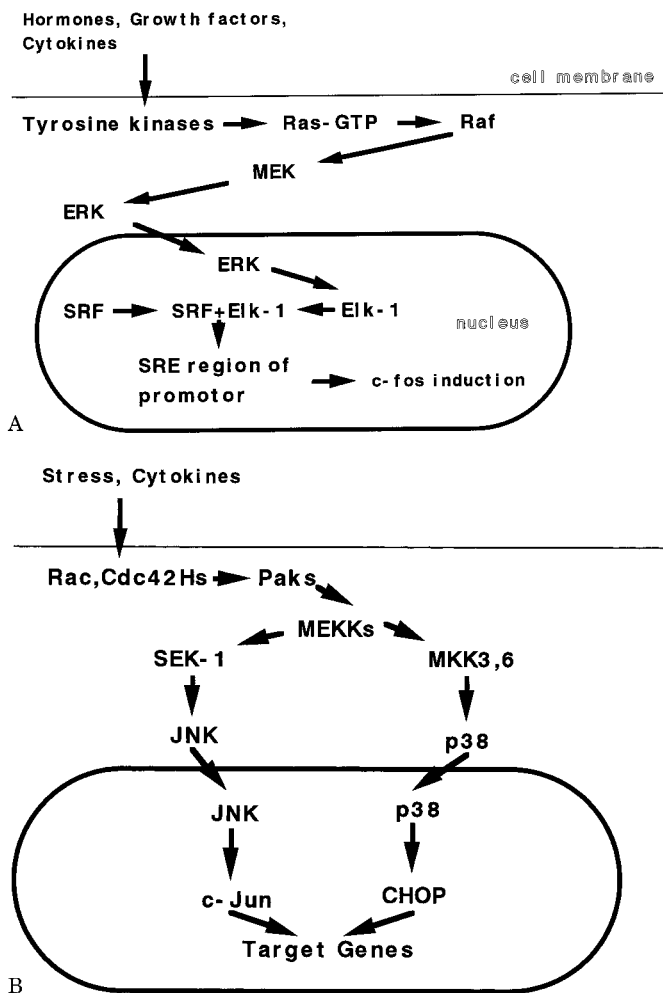 Hormones, Growth factors,
Cytokines
cell membrane
Tyrosine kinases Ras-GTP Raf
MEK
ERK
ERK
SRF SRF+Elk-1 Elk-1
nucleus
SRE region of
promotor
c-fos induction
A
Stress, Cytokines
Rac,Cdc42Hs Paks
MEKKs
SEK-1 MKK3,6
JNK p38
JNK p38
c-Jun CHOP
Target Genes
B